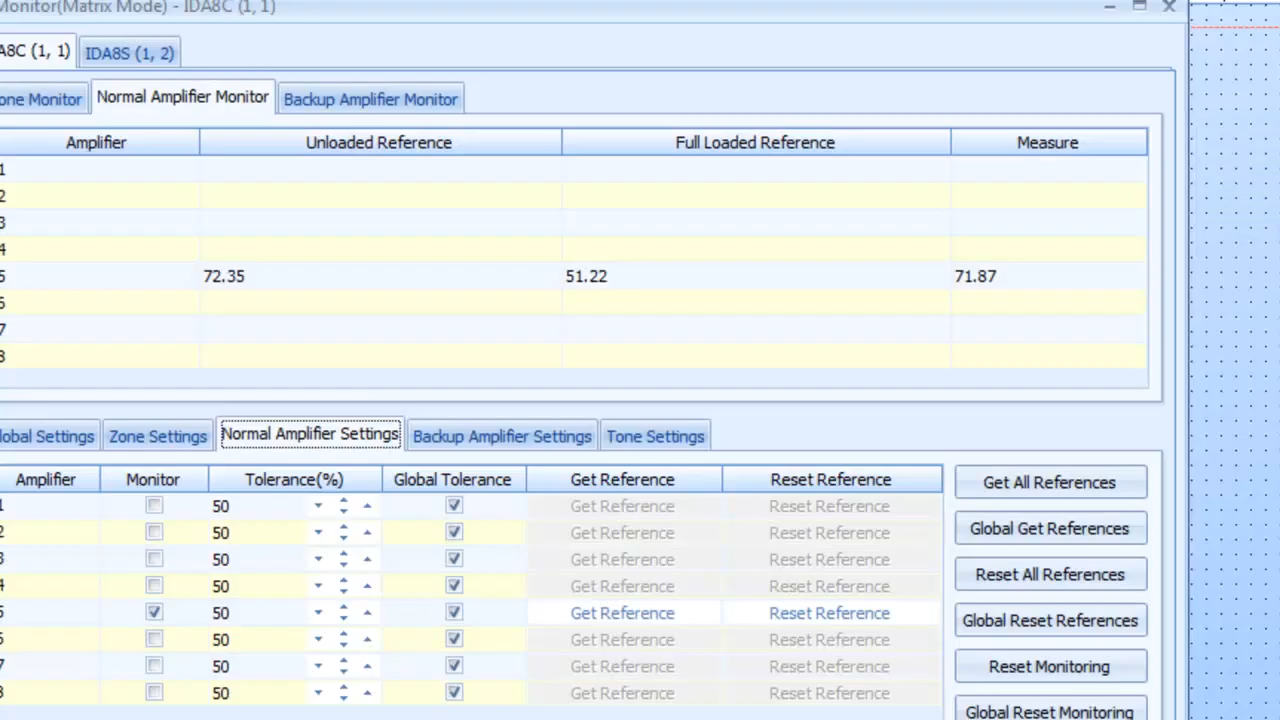 Monitor(Matrix Mode) - IDA8C (1, 1)
A8C (1, 1) IDA8S (1, 2)
one Monitor Normal Amplifier Monitor Backup Amplifier Monitor
Amplifier Unloaded Reference Full Loaded Reference Measure
1
2
3
4
5 72.35 51.22 71.87
6
7
8
lobal Settings Zone Settings Normal Amplifier Settings Backup Amplifier Settings Tone Settings
Amplifier Monitor Tolerance(%) Global Tolerance Get Reference Reset Reference Get All References
1 50 Get Reference Reset Reference
2 50 Get Reference Reset Reference Global Get References
3 50 Get Reference Reset Reference Reset All References
4 50 Get Reference Reset Reference
5 50 Get Reference Reset Reference Global Reset References
6 50 Get Reference Reset Reference
7 50 Get Reference Reset Reference Reset Monitoring
8 50 Get Reference Reset Reference Global Reset Monitoring